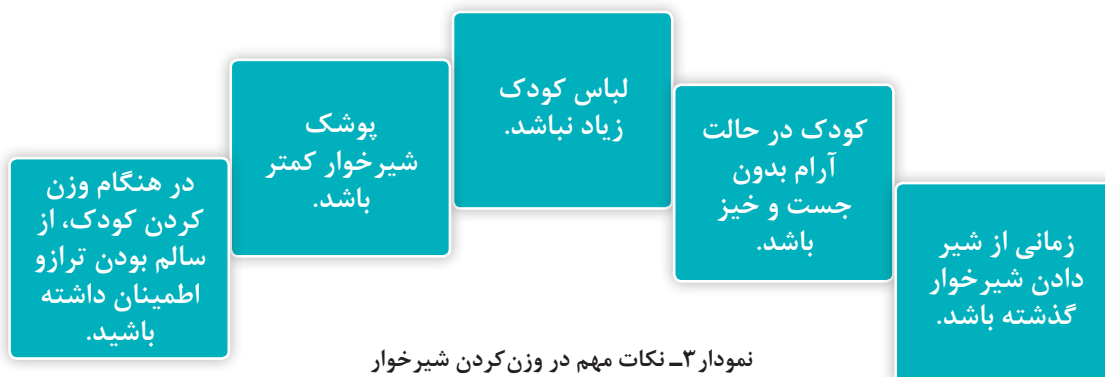 زمانی از شیر
دادن شیرخوار
گذشته باشد.
کودک در حالت
آرام بدون
جست و خیز
باشد.
لباس کودک
زیاد نباشد.
پوشک
شیرخوار کمتر
باشد.
در هنگام وزن
کردن کودک، از
سالم بودن ترازو
اطمینان داشته
باشید.
نمودار ۳ــ نکات مهم در وزن کردن شیرخوار